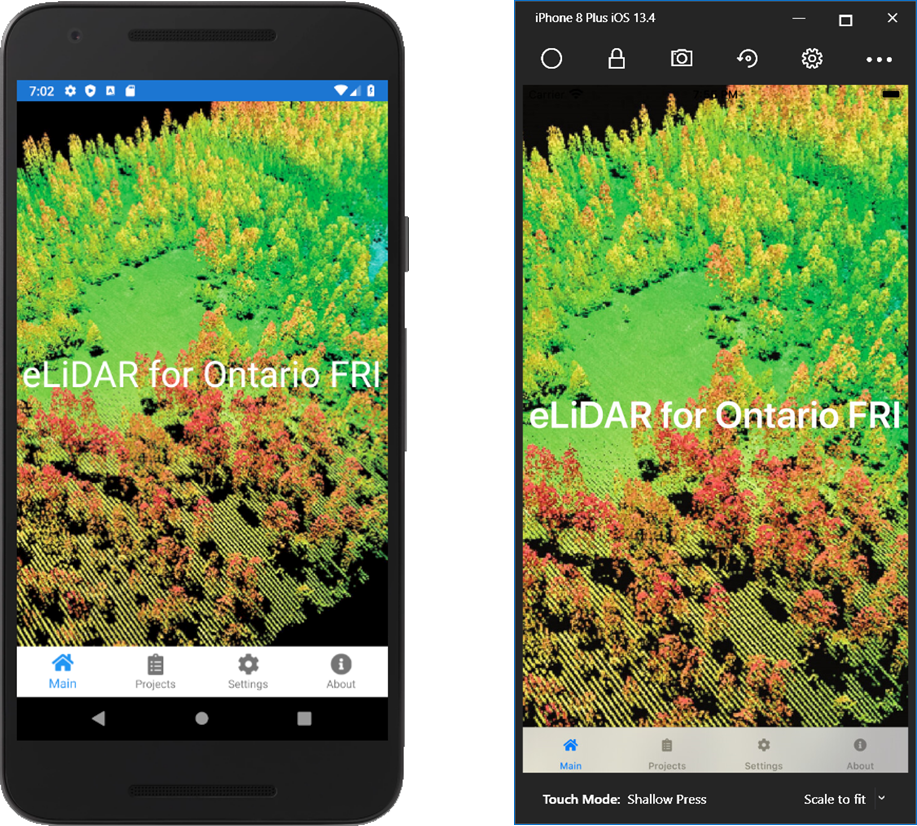 7:02
eLiDAR for Ontario FRI
Main Projects Settings About
iPhone 8 Plus iOS 13.4
eLiDAR for Ontario FRI
Main Projects Settings About
Touch Mode: Shallow Press Scale to fit